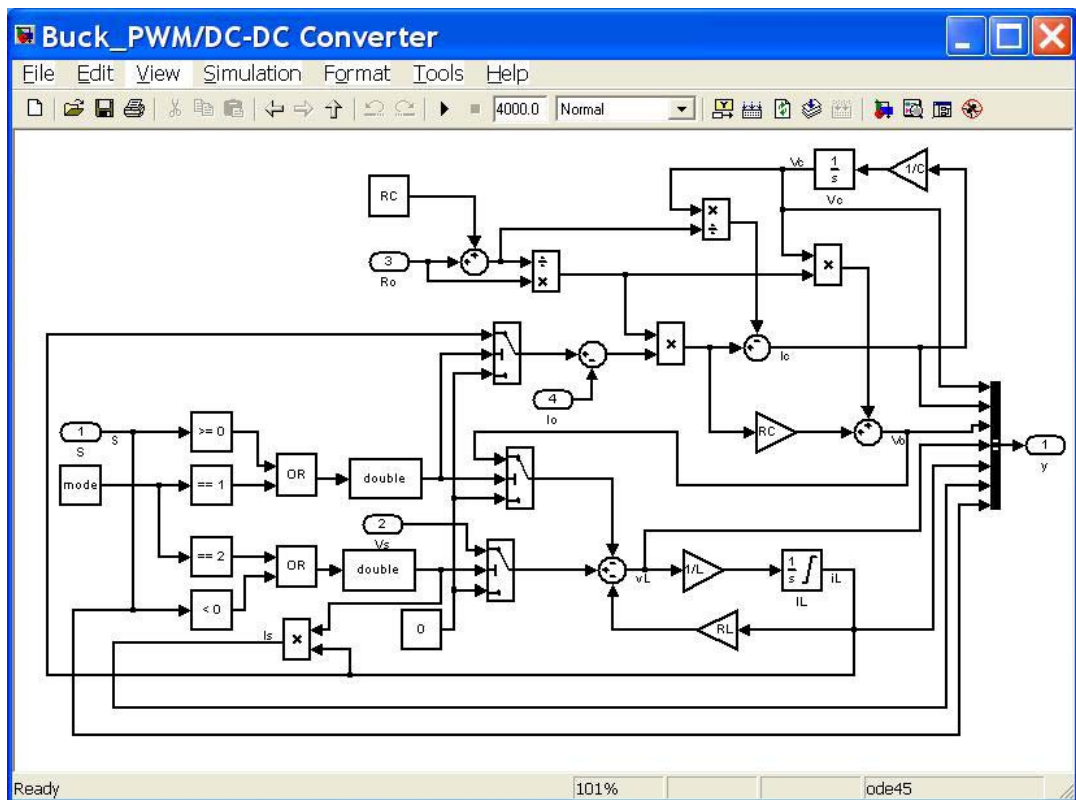 Buck_PWM/DC-DC Converter
File Edit View Simulation Format Tools Help
4000.0 Normal
Vc
1
s
Vc
1/C
RC
×
÷
3
Ro
÷
×
×
×
Ic
4
Io
1
S
S
>= 0
mode
== 1
OR
double
RC
Vo
1
y
2
Vs
== 2
OR
double
< 0
vL
1/L
1
s
IL
iL
Is
×
0
RL
Ready 101% ode45